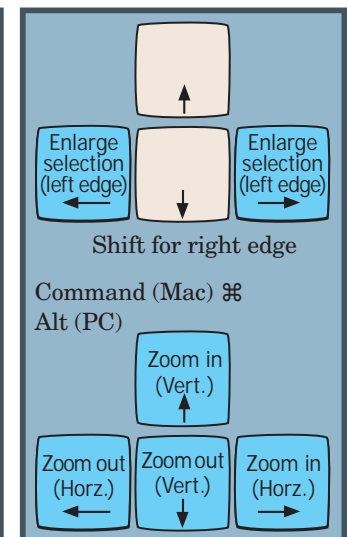 Enlarge
selection
(left edge)
Enlarge
selection
(left edge)
Shift for right edge
Command (Mac) ⌘
Alt (PC)
Zoom in
(Vert.)
Zoom out
(Horz.)
Zoom out
(Vert.)
Zoom in
(Horz.)